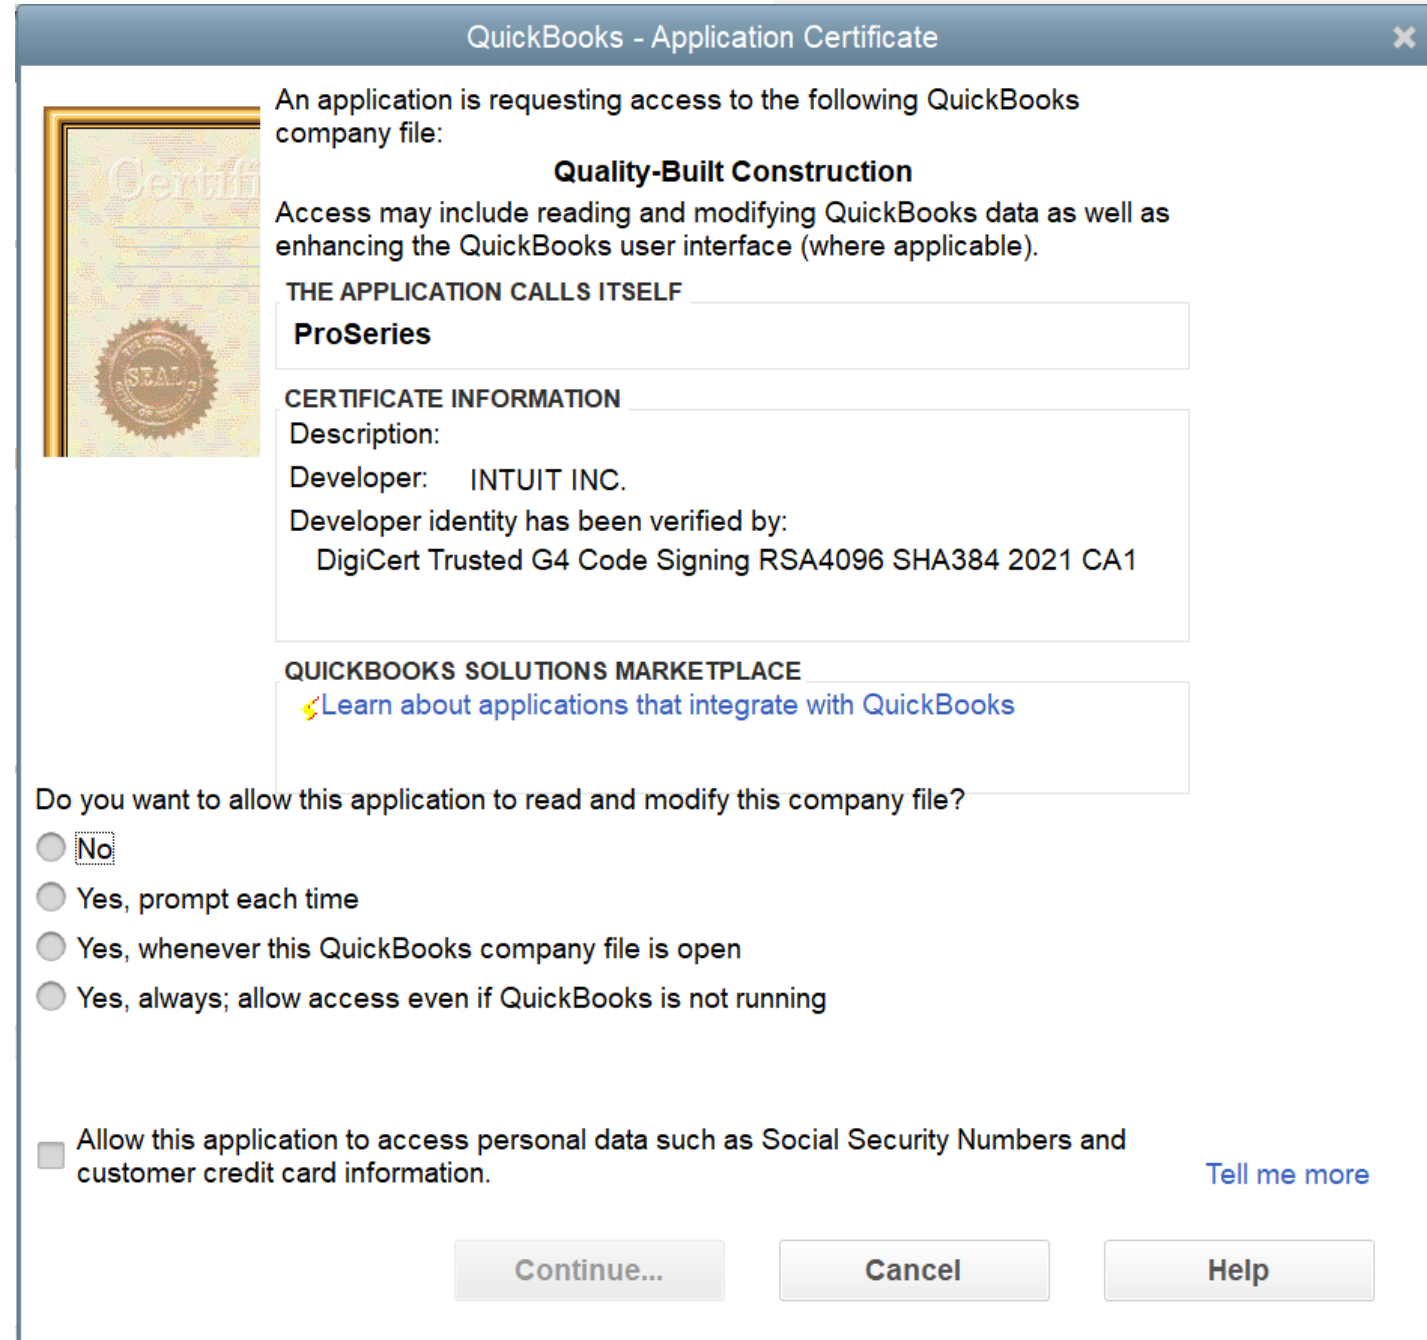 QuickBooks - Application Certificate
An application is requesting access to the following QuickBooks
company file:
Quality-Built Construction
Access may include reading and modifying QuickBooks data as well as
enhancing the QuickBooks user interface (where applicable).
THE APPLICATION CALLS ITSELF
ProSeries
Certifi
SEAL
CERTIFICATE INFORMATION
Description:
Developer: INTUIT INC.
Developer identity has been verified by:
DigiCert Trusted G4 Code Signing RSA4096 SHA384 2021 CA1
QUICKBOOKS SOLUTIONS MARKETPLACE
Learn about applications that integrate with QuickBooks
Do you want to allow this application to read and modify this company file?
No
Yes, prompt each time
Yes, whenever this QuickBooks company file is open
Yes, always; allow access even if QuickBooks is not running
Allow this application to access personal data such as Social Security Numbers and
customer credit card information.
Tell me more
Continue...
Cancel
Help